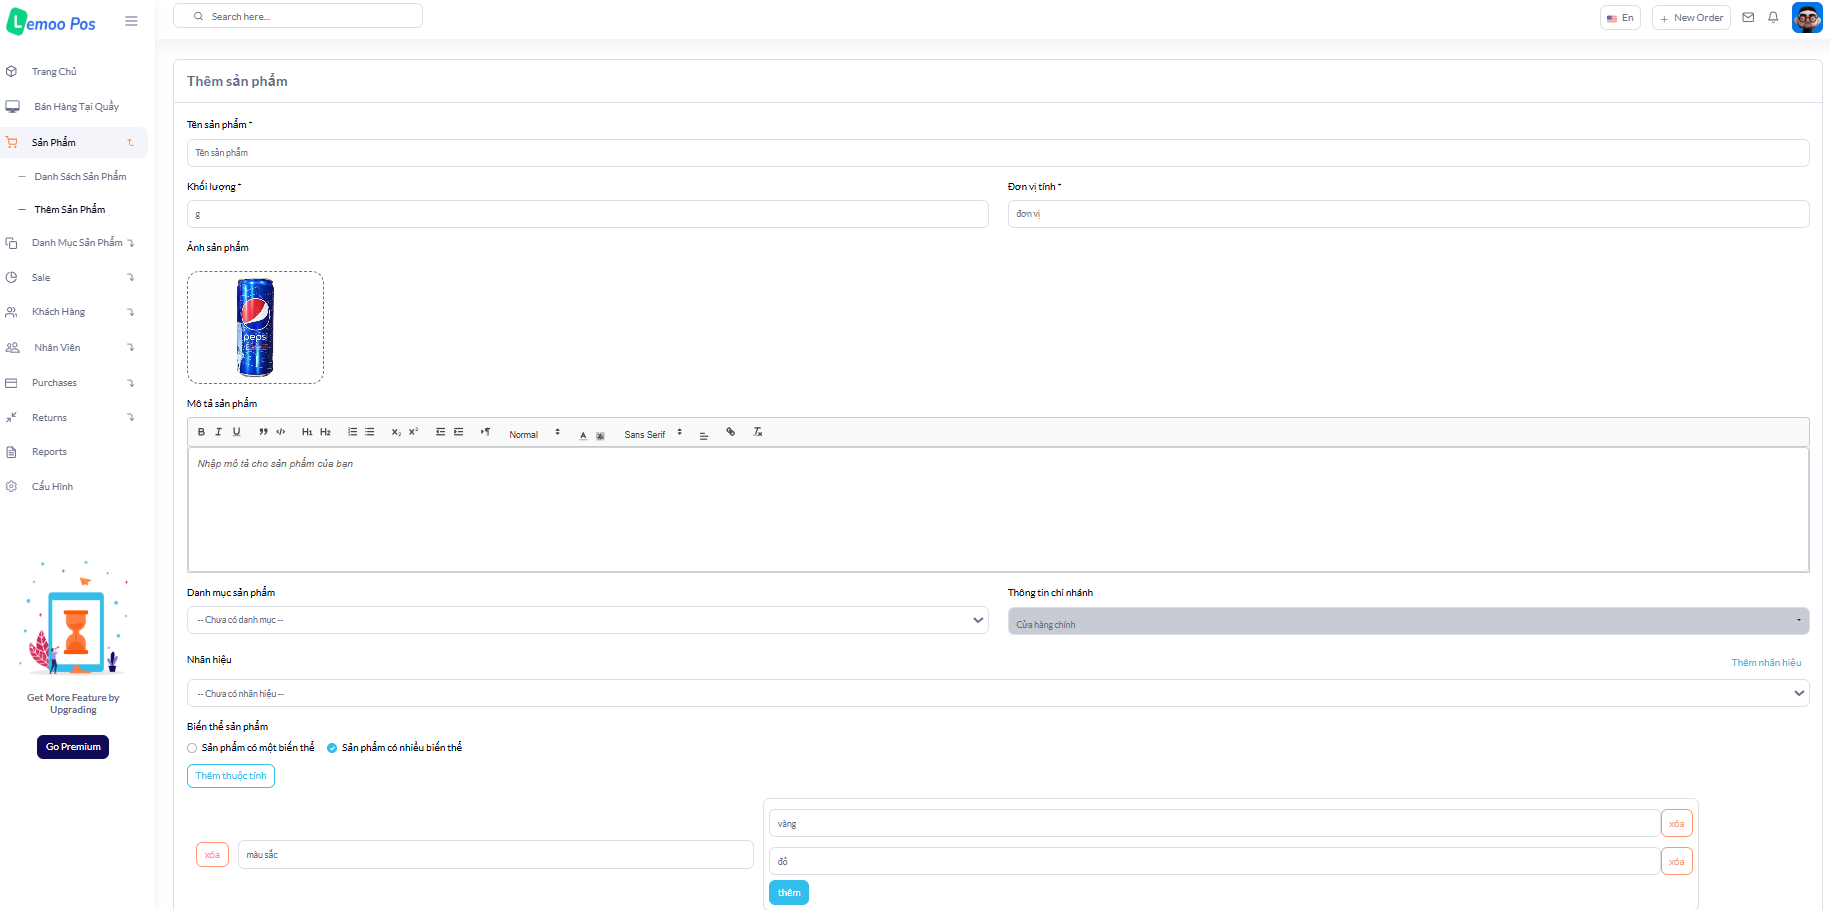 Lemoo Pos
Search here...
En
New Order
Trang Chủ
Bán Hàng Tại Quầy
Sản Phẩm
Danh Sách Sản Phẩm
Thêm Sản Phẩm
Danh Mục Sản Phẩm
Sale
Khách Hàng
Nhân Viên
Purchases
Returns
Reports
Cấu Hình
Get More Feature by
Upgrading
Go Premium
Thêm sản phẩm
Tên sản phẩm *
Tên sản phẩm
Khối lượng *
Đơn vị tính *
g
đơn vị
Ảnh sản phẩm
peps
Mô tả sản phẩm
Normal
Sans Serif
Nhập mô tả cho sản phẩm của bạn
Danh mục sản phẩm
Thông tin chi nhánh
-- Chưa có danh mục --
Cửa hàng chính
Nhãn hiệu
Thêm nhãn hiệu
-- Chưa có nhãn hiệu --
Biến thể sản phẩm
Sản phẩm có một biến thể
Sản phẩm có nhiều biến thể
Thêm thuộc tính
xóa
màu sắc
vàng
xóa
đỏ
xóa
thêm